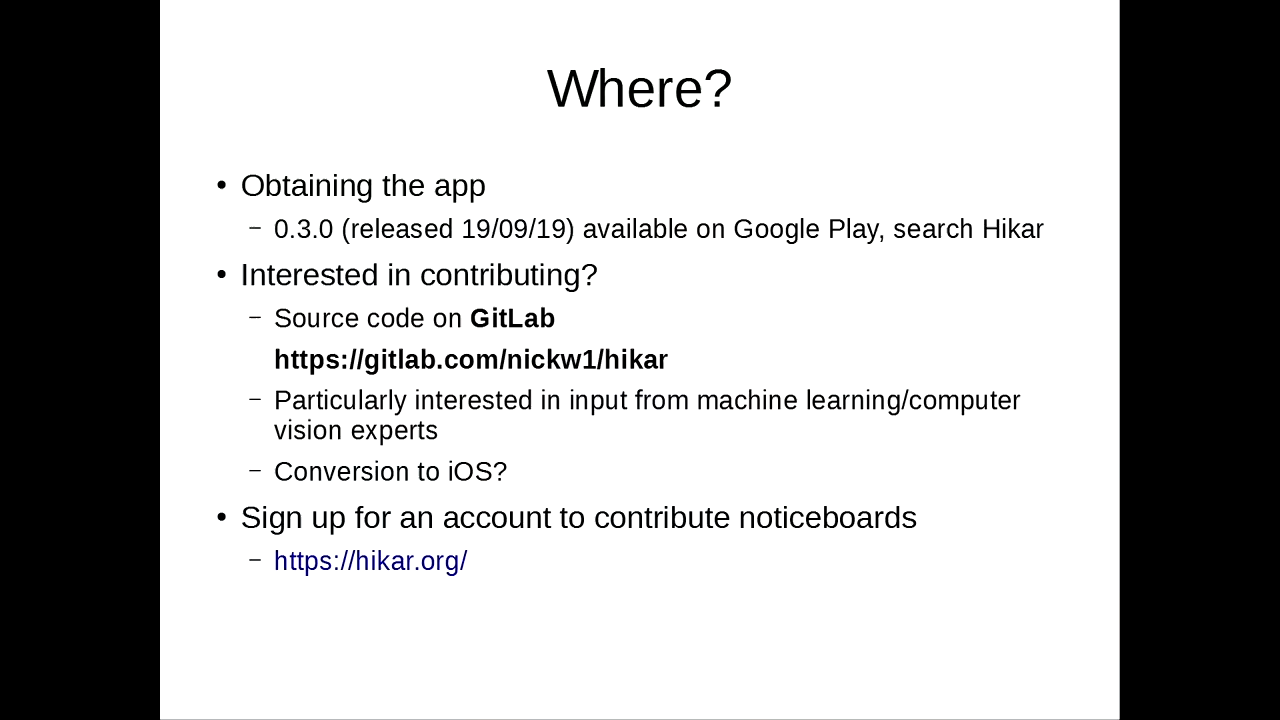 Where?
• Obtaining the app
– 0.3.0 (released 19/09/19) available on Google Play, search Hikar
• Interested in contributing?
– Source code on GitLab
https://gitlab.com/nickw1/hikar
– Particularly interested in input from machine learning/computer
vision experts
– Conversion to iOS?
• Sign up for an account to contribute noticeboards
– https://hikar.org/